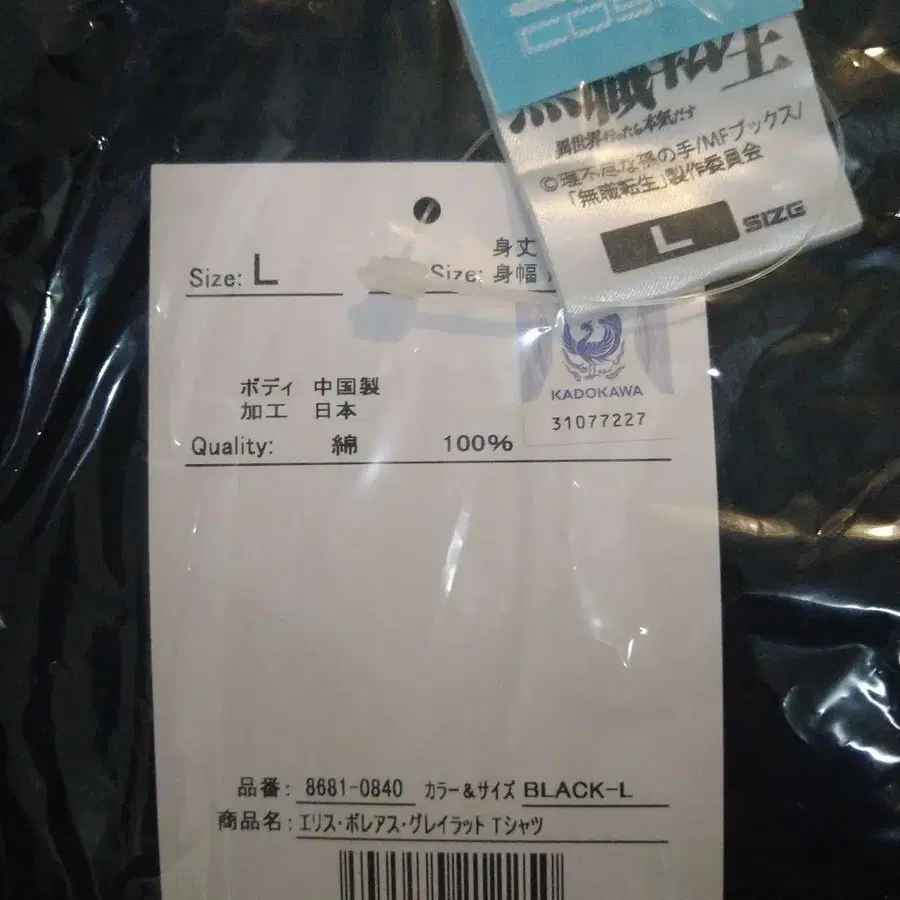 無職転生
異世界行ったら本気だす
©理不尽な孫の手/MFブックス/
「無職転生」製作委員会
L SIZE
Size: L
Size: 身丈
身幅
KADOKAWA
31077227
ボディ 中国製
加工 日本
Quality: 綿 100%
品番: 8681-0840 カラー&サイズ BLACK-L
商品名: エリス・ボレアス・グレイラット Tシャツ